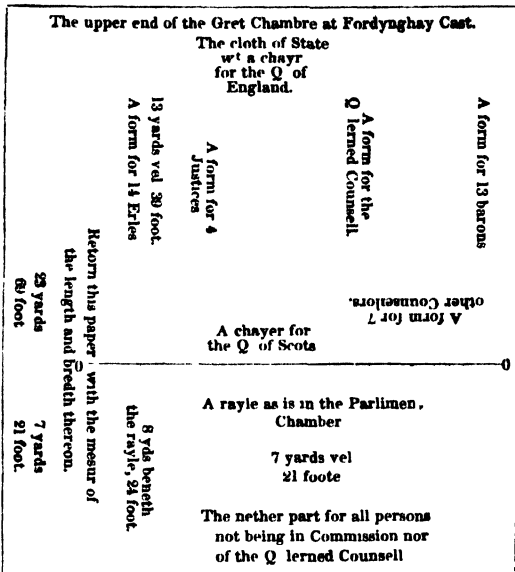 The upper end of the Gret Chambre at Fordynghay Cast.
The cloth of State
wt a chayr
for the Q of
England.
13 yards vel 39 foot.
A form for 14 Erles
A form for 4
Justices
A form for the
Q lerned Counsell.
A form for 13 barons
A form for 7
other Counsellors.
A chayer for
the Q of Scots
Retorn this paper with the mesur of
the length and bredth thereon.
23 yards
69 foot
0
0
7 yards
21 foot.
8 yds beneth
the rayle, 24 foot.
A rayle as is in the Parlimen.
Chamber
7 yards vel
21 foote
The nether part for all persons
not being in Commission nor
of the Q lerned Counsell